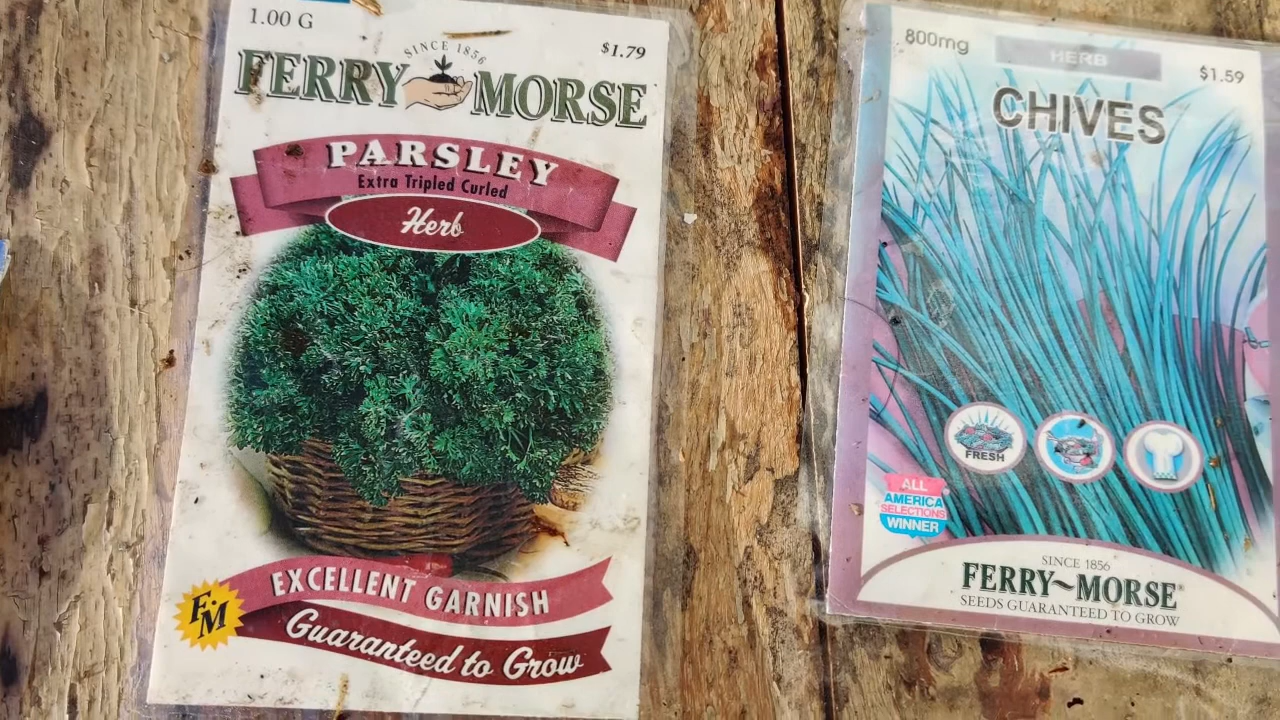 1.00 G
$1.79
SINCE 1856
FERRY MORSE
PARSLEY
Extra Tripled Curled
Herb
EXCELLENT GARNISH
F·M
Guaranteed to Grow
800mg
HERB
$1.59
CHIVES
FRESH
ALL
AMERICA
SELECTIONS
WINNER
SINCE 1856
FERRY~MORSE®
SEEDS GUARANTEED TO GROW